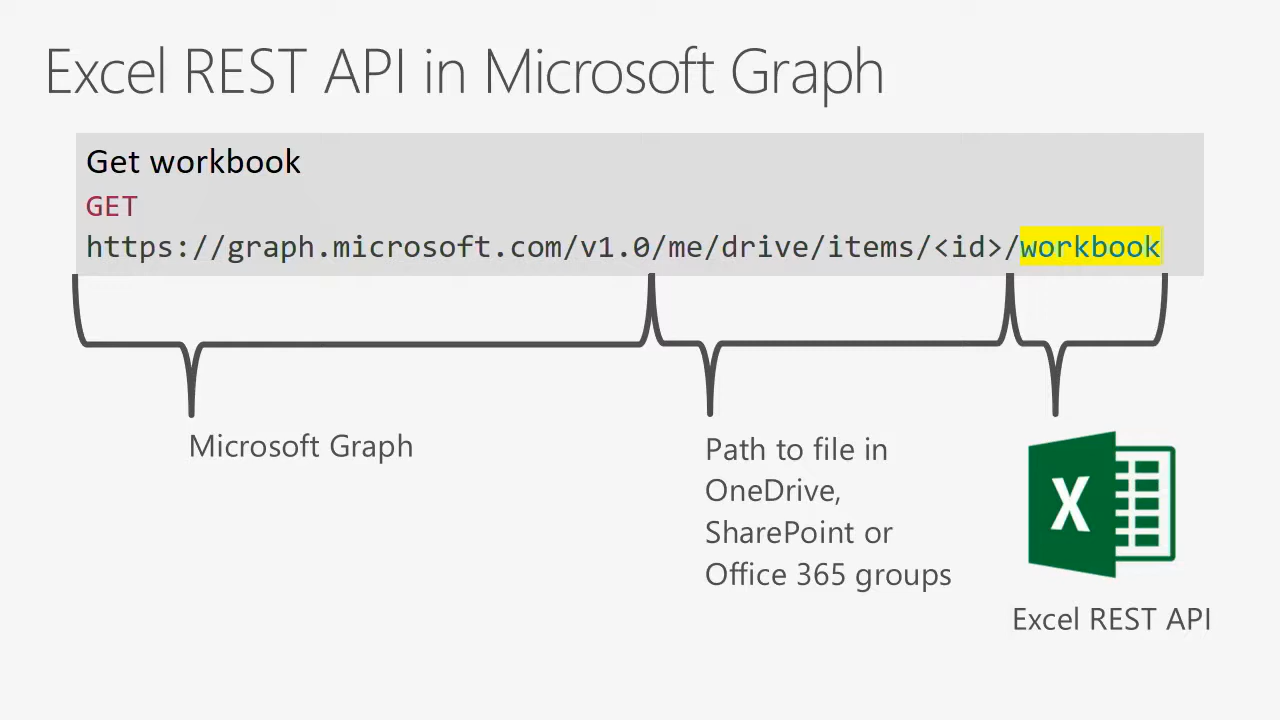 Excel REST API in Microsoft Graph
Get workbook
GET
https://graph.microsoft.com/v1.0/me/drive/items/<id>/workbook
Microsoft Graph
Path to file in
OneDrive,
SharePoint or
Office 365 groups
X
Excel REST API